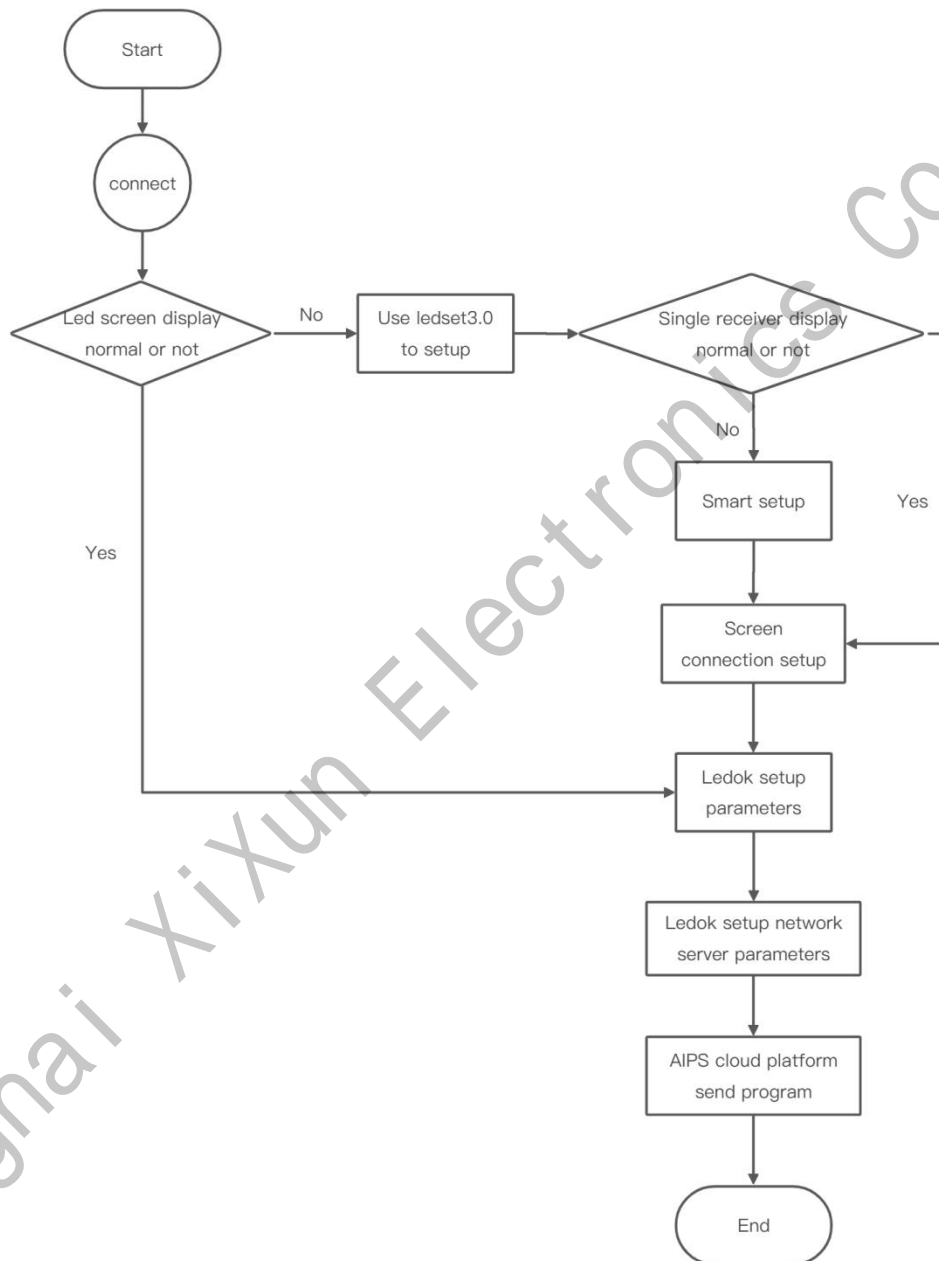 Start
connect
Led screen display
normal or not
No
Use ledset3.0
to setup
Single receiver display
normal or not
No
Smart setup
Yes
Yes
Screen
connection setup
Ledok setup
parameters
Ledok setup network
server parameters
AIPS cloud platform
send program
End
XiXun Electronics Co